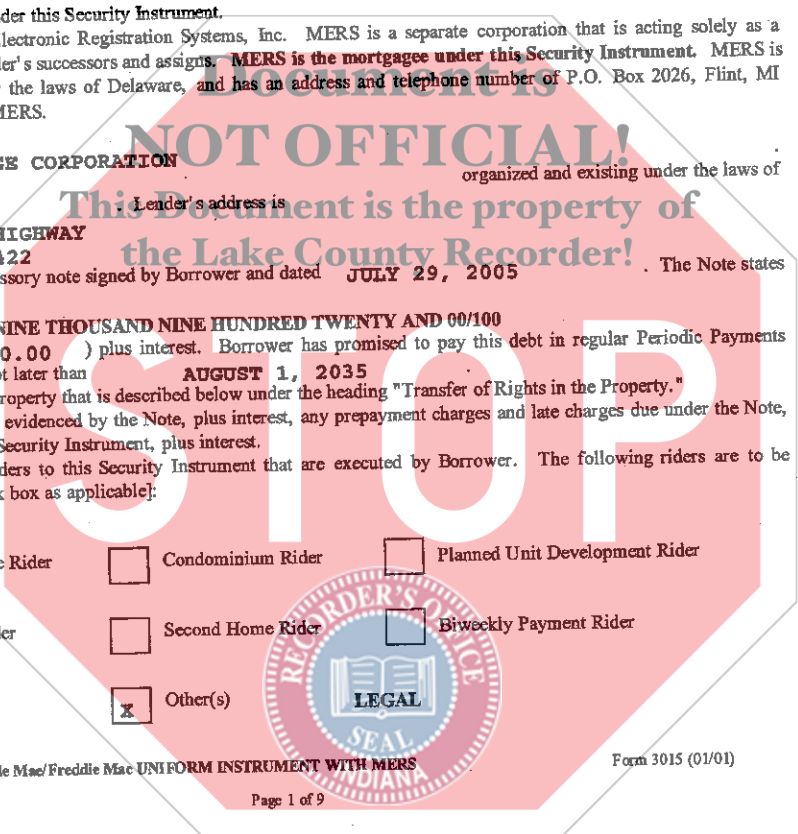 der this Security Instrument.
lectronic Registration Systems, Inc. MERS is a separate corporation that is acting solely as a
ler's successors and assigns. MERS is the mortgagee under this Security Instrument. MERS is
the laws of Delaware, and has an address and telephone number of P.O. Box 2026, Flint, MI
MERS.
Document is
NOT OFFICIAL!
This Document is the property of
the Lake County Recorder!
GE CORPORATION
organized and existing under the laws of
. Lender's address is
HIGHWAY
422
ssory note signed by Borrower and dated JULY 29, 2005 . The Note states
NINE THOUSAND NINE HUNDRED TWENTY AND 00/100
0.00 ) plus interest. Borrower has promised to pay this debt in regular Periodic Payments
t later than AUGUST 1, 2035
roperty that is described below under the heading "Transfer of Rights in the Property."
evidenced by the Note, plus interest, any prepayment charges and late charges due under the Note,
Security Instrument, plus interest.
ders to this Security Instrument that are executed by Borrower. The following riders are to be
k box as applicable]:
STOP
e Rider Condominium Rider Planned Unit Development Rider
der Second Home Rider Biweekly Payment Rider
X Other(s) LEGAL
RECORDER'S OFFICE
SEAL
INDIANA
ie Mae/Freddie Mac UNIFORM INSTRUMENT WITH MERS Form 3015 (01/01)
Page 1 of 9